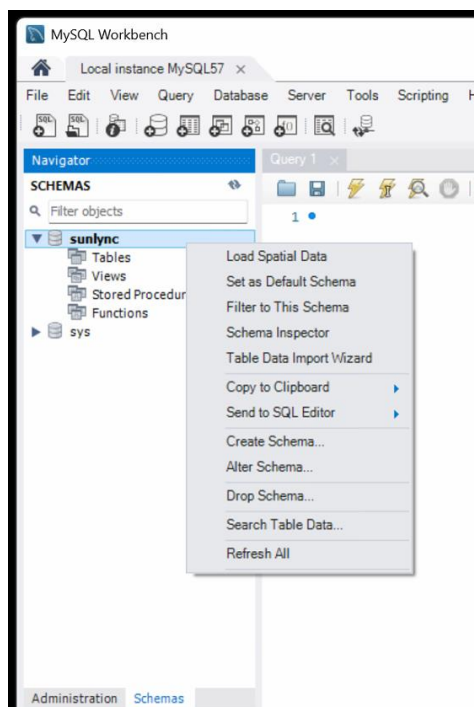 MySQL Workbench
Local instance MySQL57 ×
File Edit View Query Database Server Tools Scripting
Navigator
Query 1 ×
SCHEMAS
Filter objects
1
sunlync
Tables
Views
Stored Procedur
Functions
sys
Load Spatial Data
Set as Default Schema
Filter to This Schema
Schema Inspector
Table Data Import Wizard
Copy to Clipboard
Send to SQL Editor
Create Schema...
Alter Schema...
Drop Schema...
Search Table Data...
Refresh All
Administration Schemas